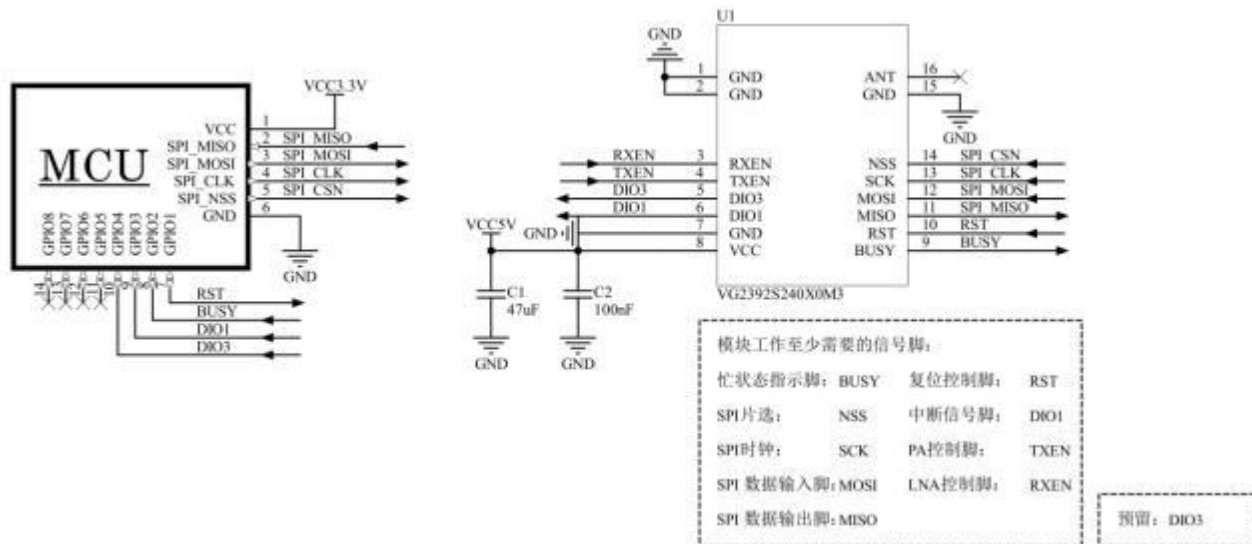 VCC3.3V
MCU
VCC 1
SPI_MISO 2 SPI_MISO
SPI_MOSI 3 SPI_MOSI
SPI_CLK 4 SPI_CLK
SPI_NSS 5 SPI_CSN
GND 6
GPIO8 GPIO7 GPIO6 GPIO5 GPIO4 GPIO3 GPIO2 GPIO1
GND
14 13 12 11 10 9 8
RST
BUSY
DIO1
DIO3
U1
GND
1 GND ANT 16
2 GND GND 15
GND
RXEN 3 RXEN NSS 14 SPI_CSN
TXEN 4 TXEN SCK 13 SPI_CLK
DIO3 5 DIO3 MOSI 12 SPI_MOSI
DIO1 6 DIO1 MISO 11 SPI_MISO
VCC5V GND 7 GND RST 10 RST
8 VCC BUSY 9 BUSY
VG2392S240X0M3
C1
47uF
C2
100nF
GND GND
模块工作至少需要的信号脚：
忙状态指示脚：BUSY 复位控制脚： RST
SPI片选： NSS 中断信号脚： DIO1
SPI时钟： SCK PA控制脚： TXEN
SPI 数据输入脚：MOSI LNA控制脚： RXEN
SPI 数据输出脚：MISO
预留：DIO3